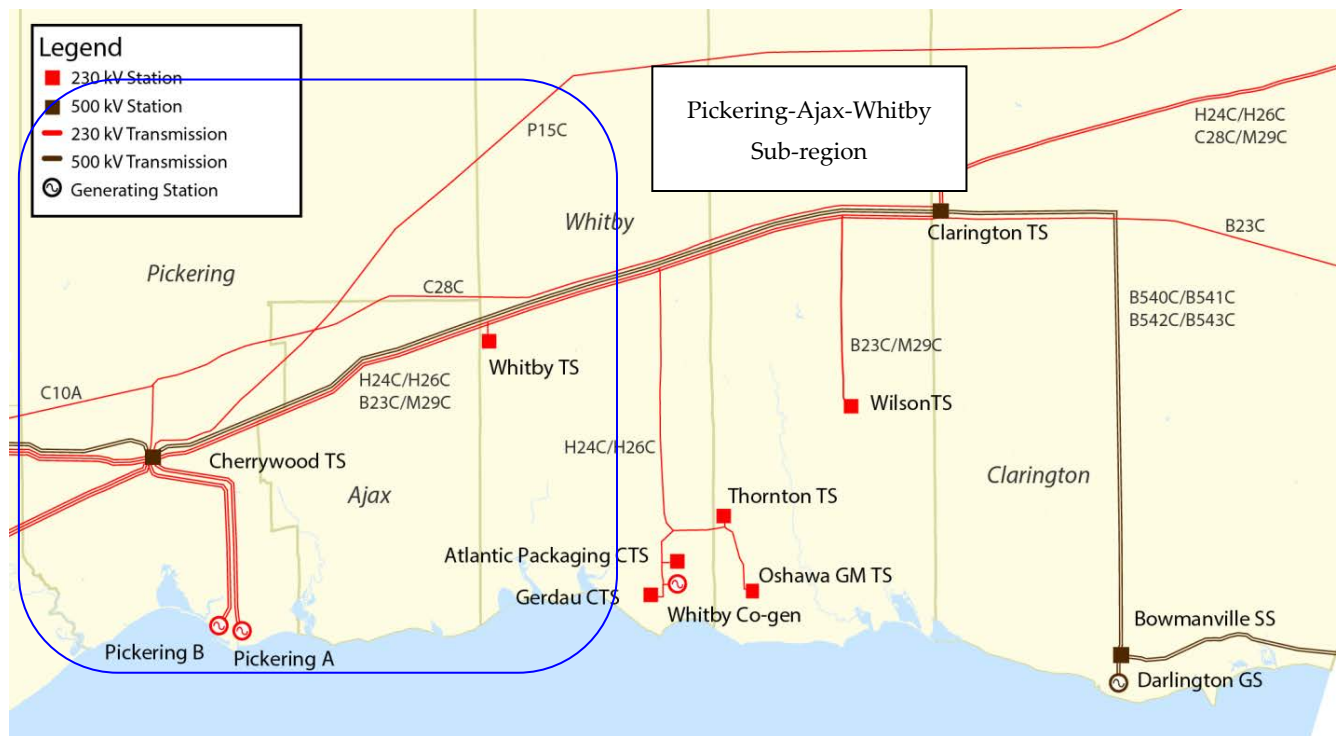 Legend
230 kV Station
500 kV Station
230 kV Transmission
500 kV Transmission
Generating Station
Pickering-Ajax-Whitby
Sub-region
H24C/H26C
C28C/M29C
P15C
Whitby
Clarington TS
B23C
Pickering
C28C
B540C/B541C
B542C/B543C
Whitby TS
B23C/M29C
H24C/H26C
B23C/M29C
C10A
WilsonTS
H24C/H26C
Cherrywood TS
Ajax
Clarington
Thornton TS
Atlantic Packaging CTS
Oshawa GM TS
Gerdau CTS
Whitby Co-gen
Bowmanville SS
Pickering B
Pickering A
Darlington GS